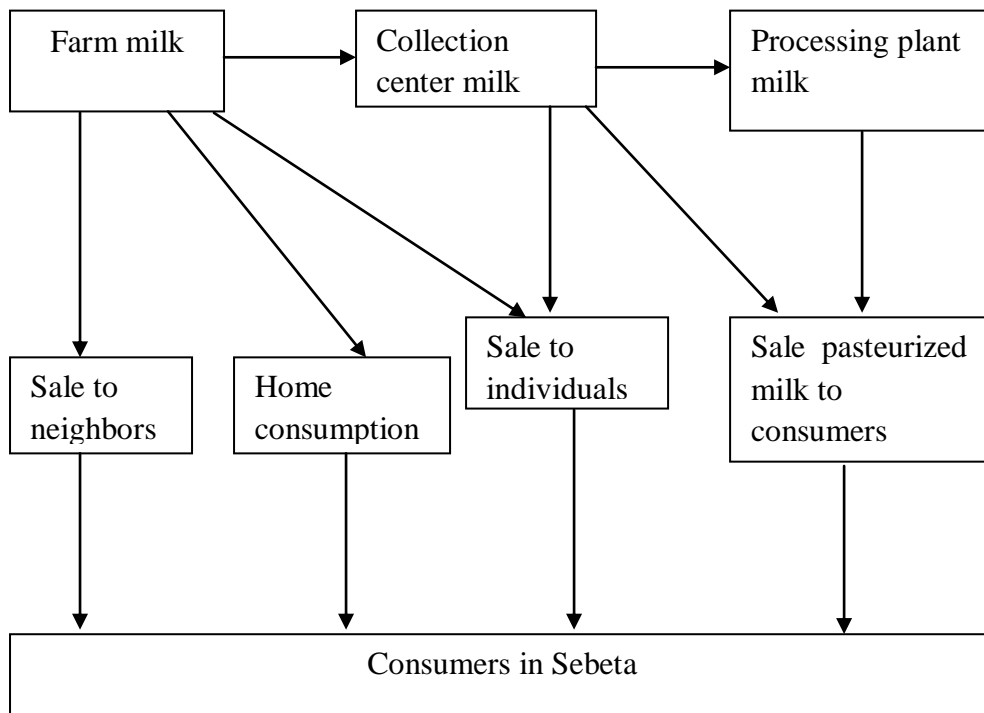 Farm milk
Collection
center milk
Processing plant
milk
Sale to
neighbors
Home
consumption
Sale to
individuals
Sale pasteurized
milk to
consumers
Consumers in Sebeta